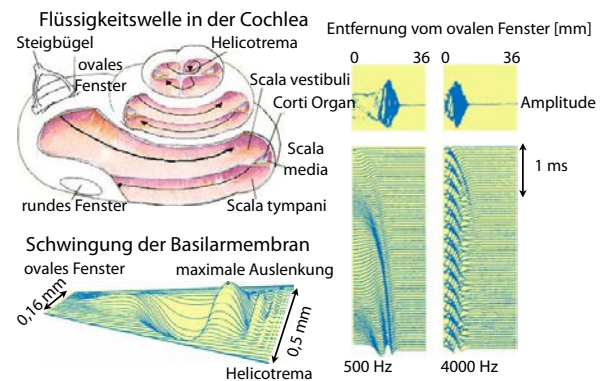 Flüssigkeitswelle in der Cochlea
Steigbügel
ovales
Fenster
Helicotrema
Scala vestibuli
Corti Organ
Scala
media
rundes Fenster
Scala tympani
Schwingung der Basilarmembran
ovales Fenster
maximale Auslenkung
0,16 mm
0,5 mm
Helicotrema
Entfernung vom ovalen Fenster [mm]
0 36 0 36
Amplitude
1 ms
500 Hz 4000 Hz